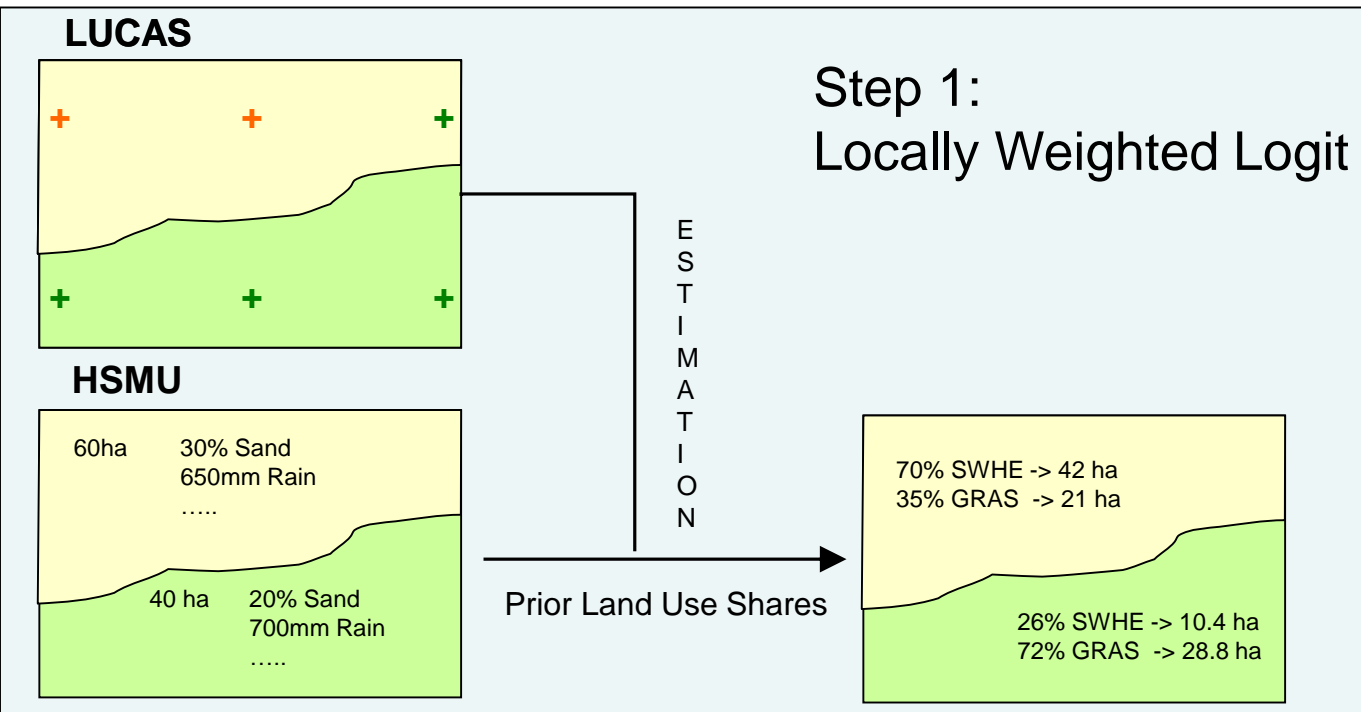 LUCAS
Step 1:
Locally Weighted Logit
+ + +
+ + +
ESTIMATION
HSMU
60ha 30% Sand
650mm Rain
…..
40 ha 20% Sand
700mm Rain
…..
Prior Land Use Shares
70% SWHE -> 42 ha
35% GRAS -> 21 ha
26% SWHE -> 10.4 ha
72% GRAS -> 28.8 ha